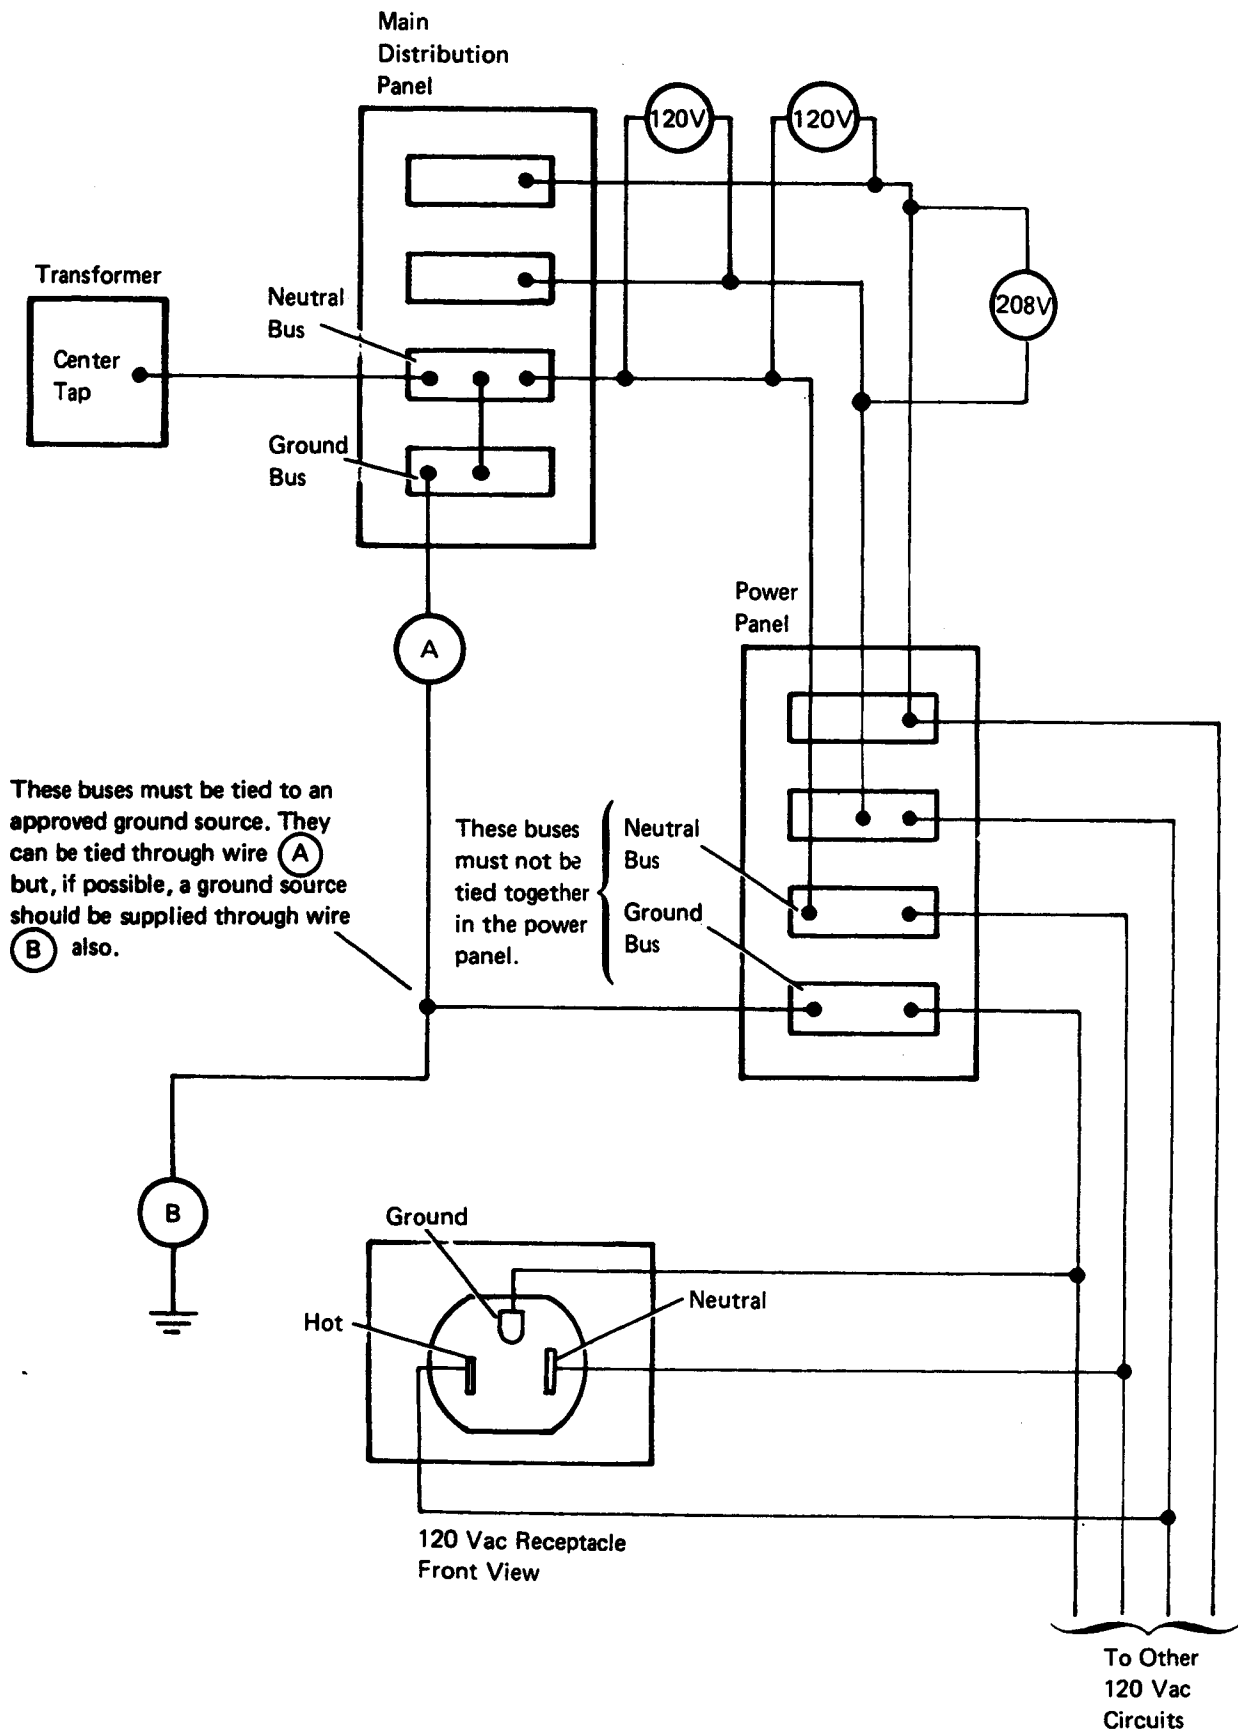 Main
Distribution
Panel
120V
120V
Transformer
Neutral
Bus
208V
Center
Tap
Ground
Bus
Power
Panel
A
These buses must be tied to an
approved ground source. They
can be tied through wire A
but, if possible, a ground source
should be supplied through wire
B also.
These buses
must not be
tied together
in the power
panel.
Neutral
Bus
Ground
Bus
B
Ground
Neutral
Hot
120 Vac Receptacle
Front View
To Other
120 Vac
Circuits